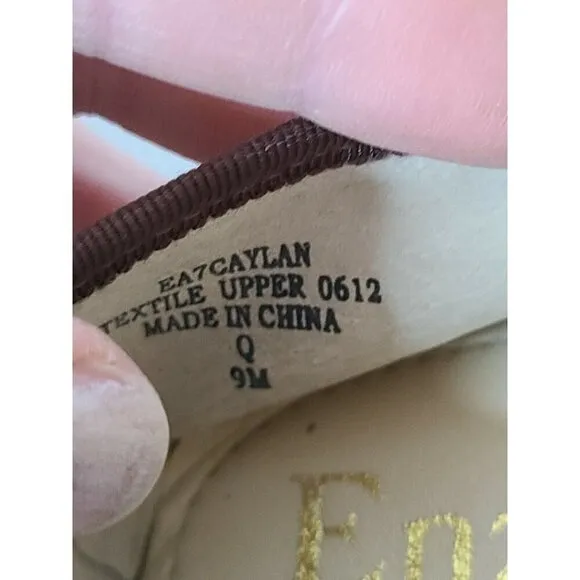 EA7CAYLAN
TEXTILE UPPER 0612
MADE IN CHINA
Q
9M